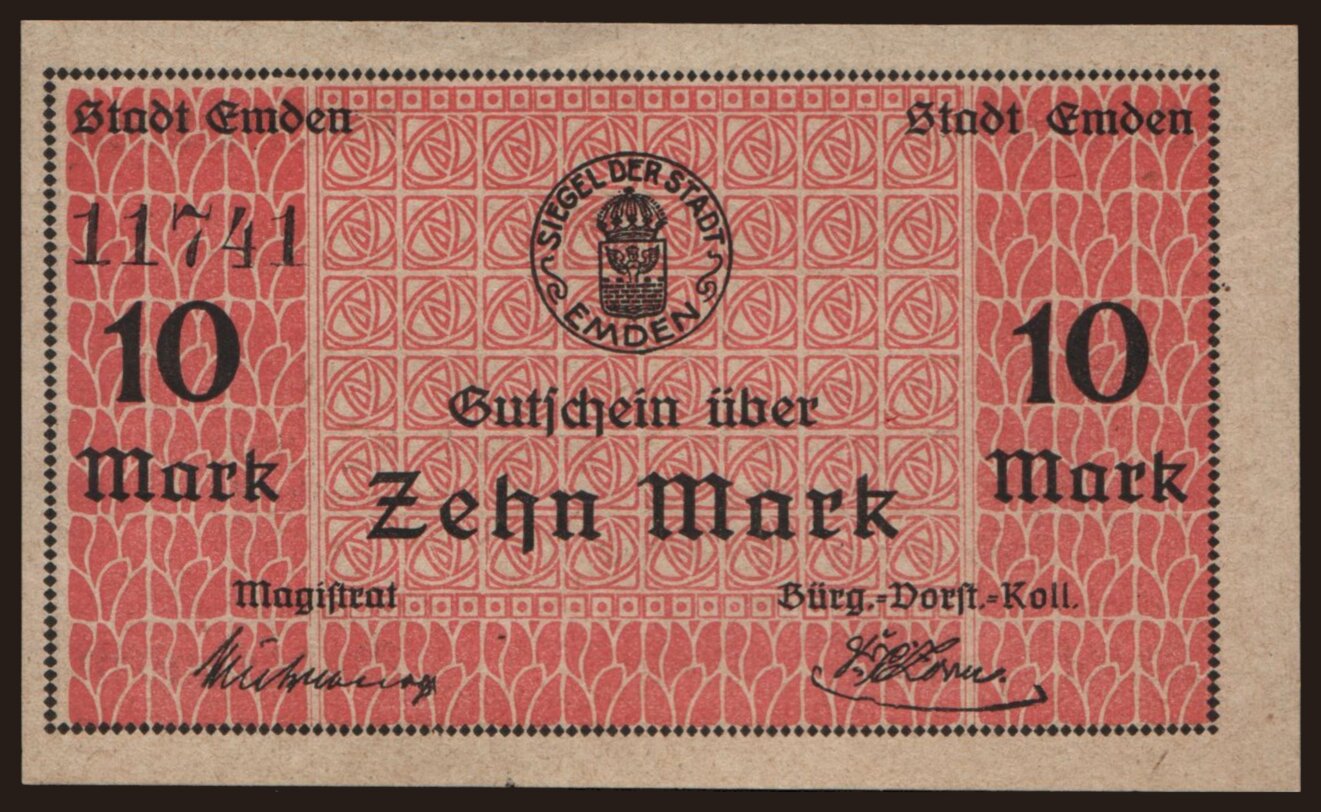 Stadt Emden
Stadt Emden
11741
SIEGEL DER STADT
EMDEN
10
10
Gutschein über
Mark
Mark
Zehn Mark
Magistrat
Bürg.=Vorst.=Koll.